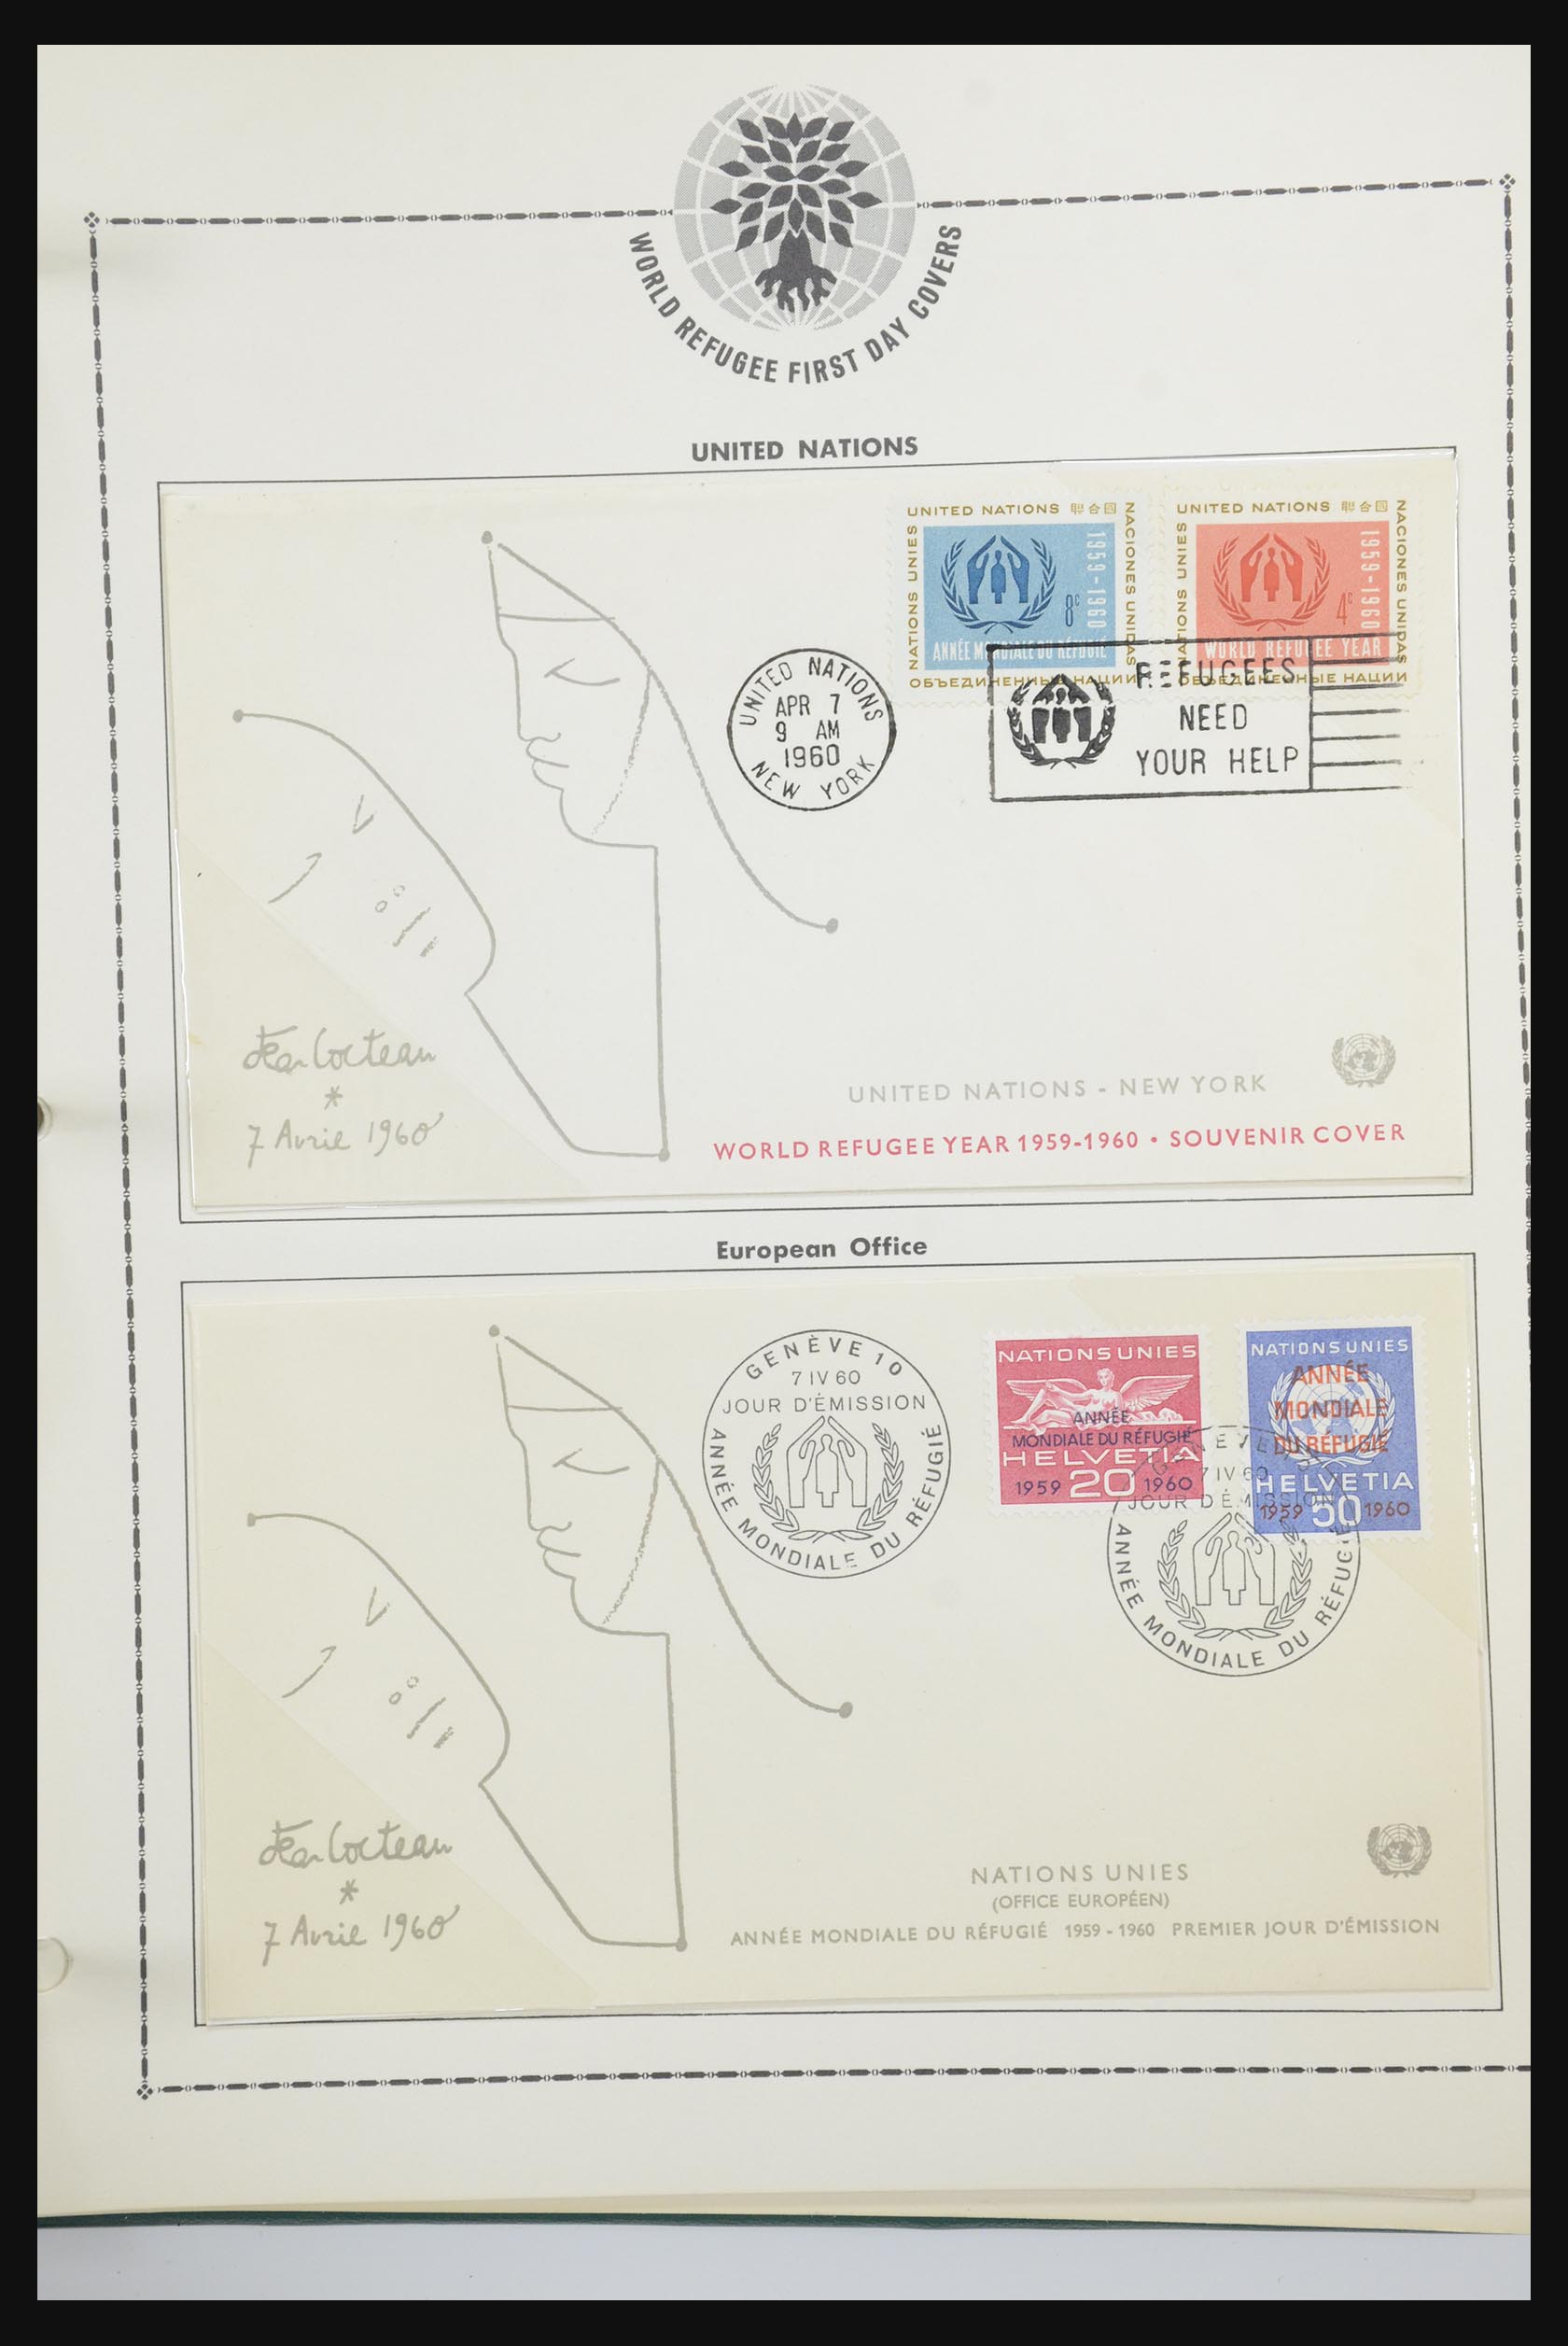 WORLD REFUGEE FIRST DAY COVERS
UNITED NATIONS
UNITED NATIONS 聯合國
NATIONS UNIES
NACIONES UNIDAS
1959-1960
8c
ANNÉE MONDIALE DU RÉFUGIÉ
ОБЪЕДИНЕННЫЕ НАЦИИ
UNITED NATIONS 聯合國
NATIONS UNIES
NACIONES UNIDAS
1959-1960
4c
WORLD REFUGEE YEAR
ОБЪЕДИНЕННЫЕ НАЦИИ
UNITED NATIONS
APR 7
9 AM
1960
NEW YORK
REFUGEES
NEED
YOUR HELP
Jean Cocteau
*
7 Avril 1960
UNITED NATIONS - NEW YORK
WORLD REFUGEE YEAR 1959-1960 • SOUVENIR COVER
European Office
GENÈVE 10
7 IV 60
JOUR D'ÉMISSION
ANNÉE MONDIALE DU RÉFUGIÉ
NATIONS UNIES
ANNÉE
MONDIALE DU RÉFUGIÉ
HELVETIA
1959 20 1960
NATIONS UNIES
ANNÉE
MONDIALE
DU RÉFUGIÉ
HELVETIA
1959 50 1960
GENÈVE 10
7 IV 60
JOUR D'ÉMISSION
ANNÉE MONDIALE DU RÉFUGIÉ
Jean Cocteau
*
7 Avril 1960
NATIONS UNIES
(OFFICE EUROPÉEN)
ANNÉE MONDIALE DU RÉFUGIÉ 1959-1960 PREMIER JOUR D'ÉMISSION